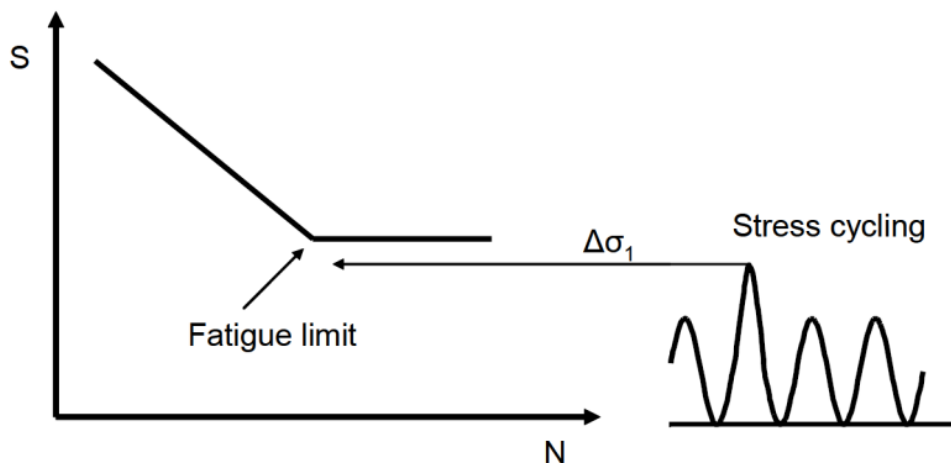 S
Stress cycling
Δσ₁
Fatigue limit
N